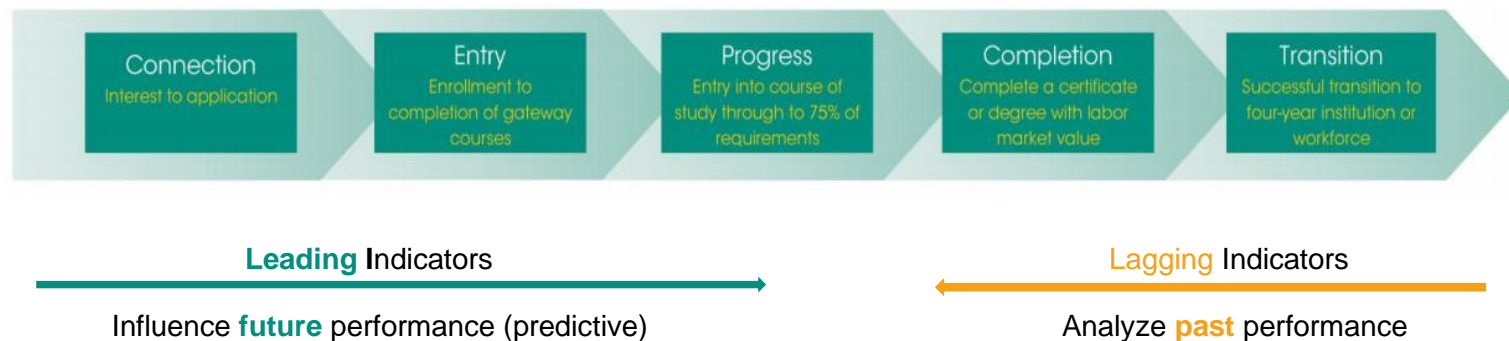 Connection
Interest to application
Entry
Enrollment to
completion of gateway
courses
Progress
Entry into course of
study through to 75% of
requirements
Completion
Complete a certificate
or degree with labor
market value
Transition
Successful transition to
four-year institution or
workforce
Leading Indicators
Influence future performance (predictive)
Lagging Indicators
Analyze past performance